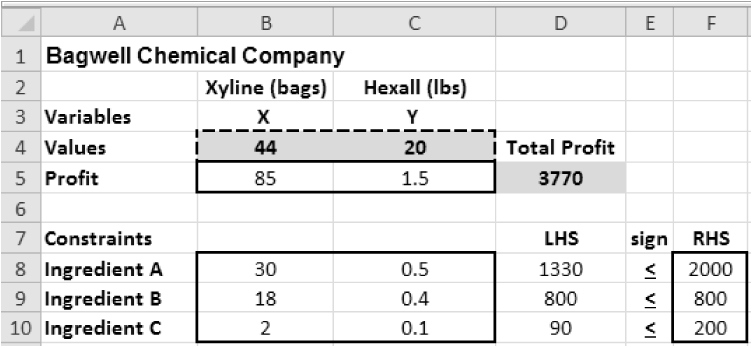 A B C D E F
1 Bagwell Chemical Company
2 Xyline (bags) Hexall (lbs)
3 Variables X Y
4 Values 44 20 Total Profit
5 Profit 85 1.5 3770
6
7 Constraints LHS sign RHS
8 Ingredient A 30 0.5 1330 ≤ 2000
9 Ingredient B 18 0.4 800 ≤ 800
10 Ingredient C 2 0.1 90 ≤ 200